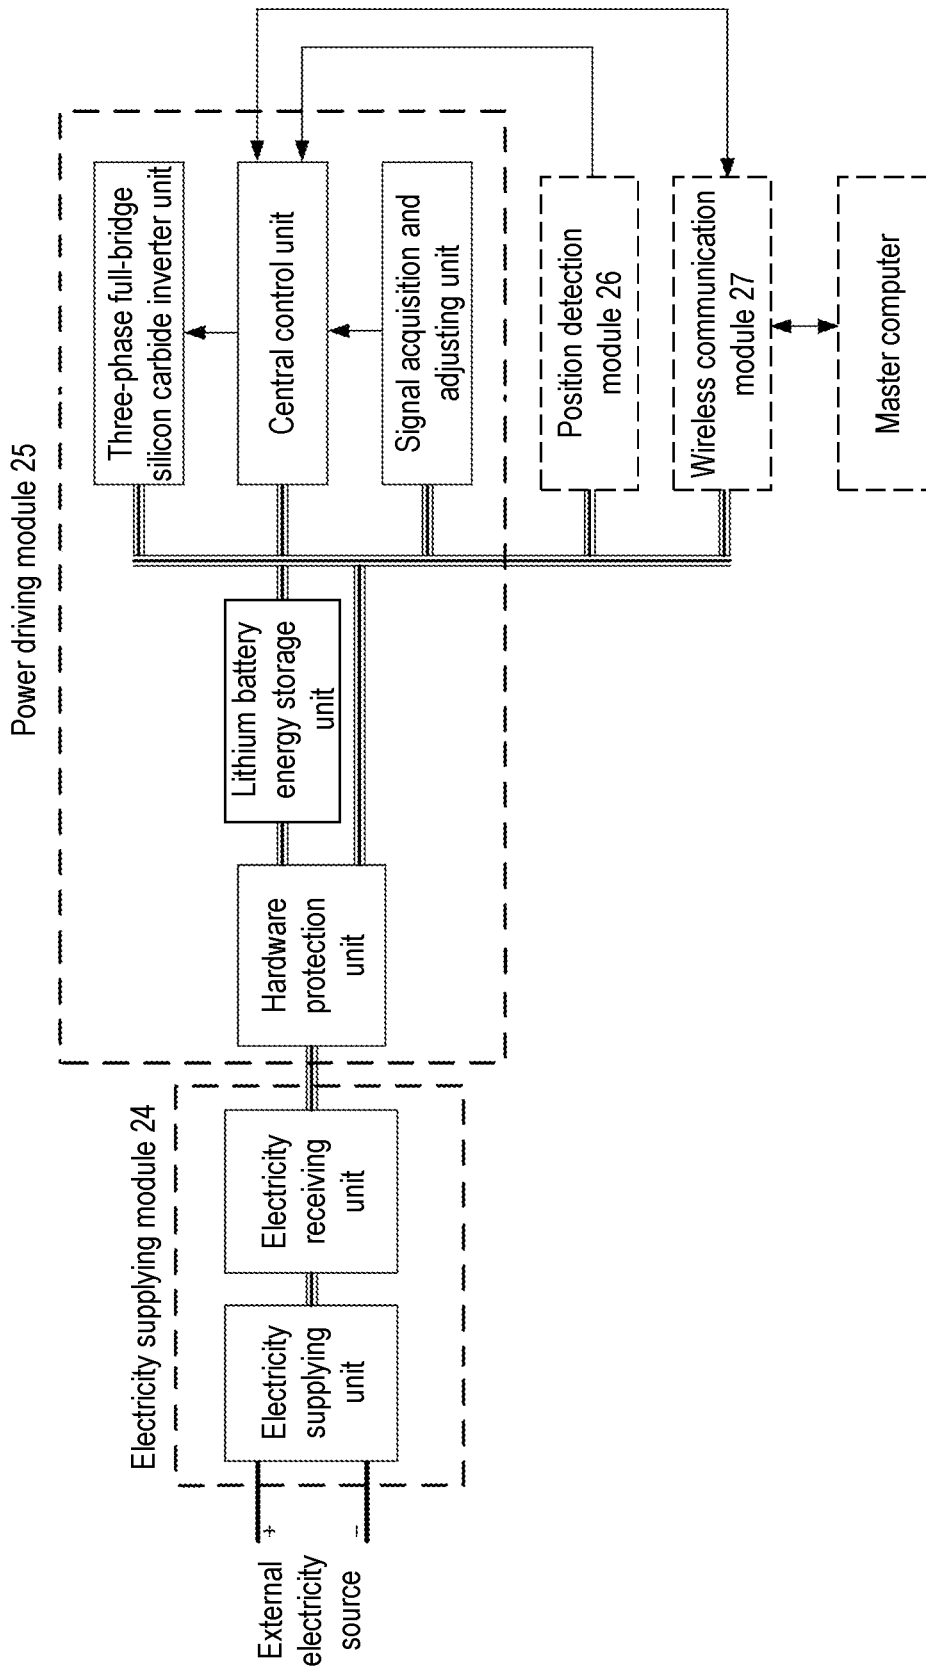 External
electricity
source
+
−
Electricity supplying module 24
Electricity
supplying
unit
Electricity
receiving
unit
Power driving module 25
Hardware
protection
unit
Lithium battery
energy storage
unit
Three-phase full-bridge
silicon carbide inverter unit
Central control unit
Signal acquisition and
adjusting unit
Position detection
module 26
Wireless communication
module 27
Master computer